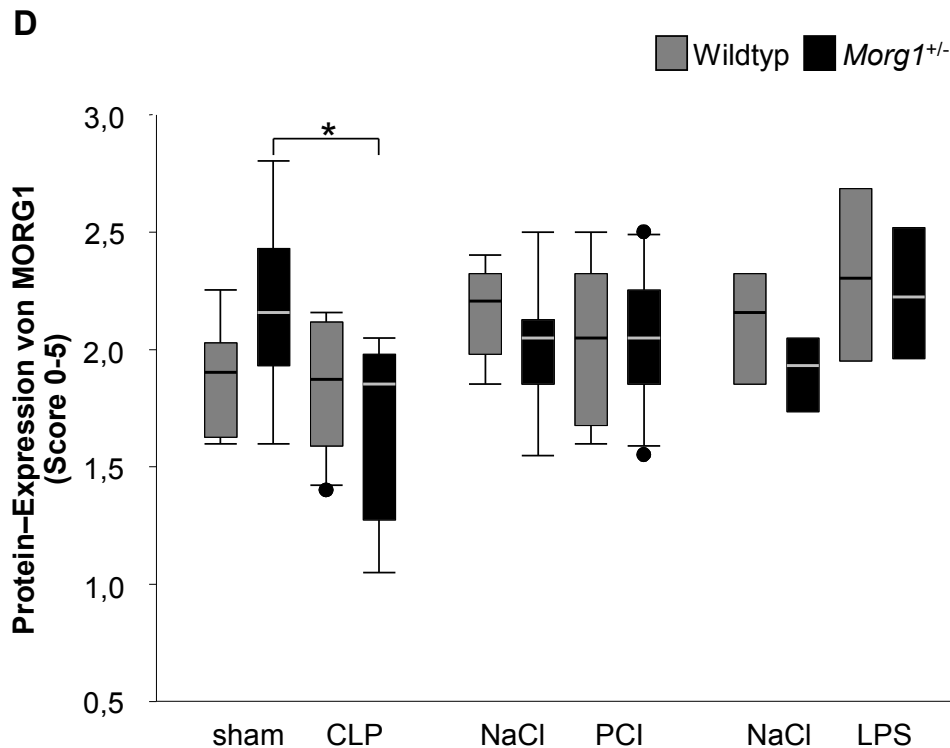 D
Wildtyp Morg1+/-
*
3,0
2,5
2,0
1,5
1,0
0,5
Protein–Expression von MORG1
(Score 0-5)
sham CLP NaCl PCI NaCl LPS